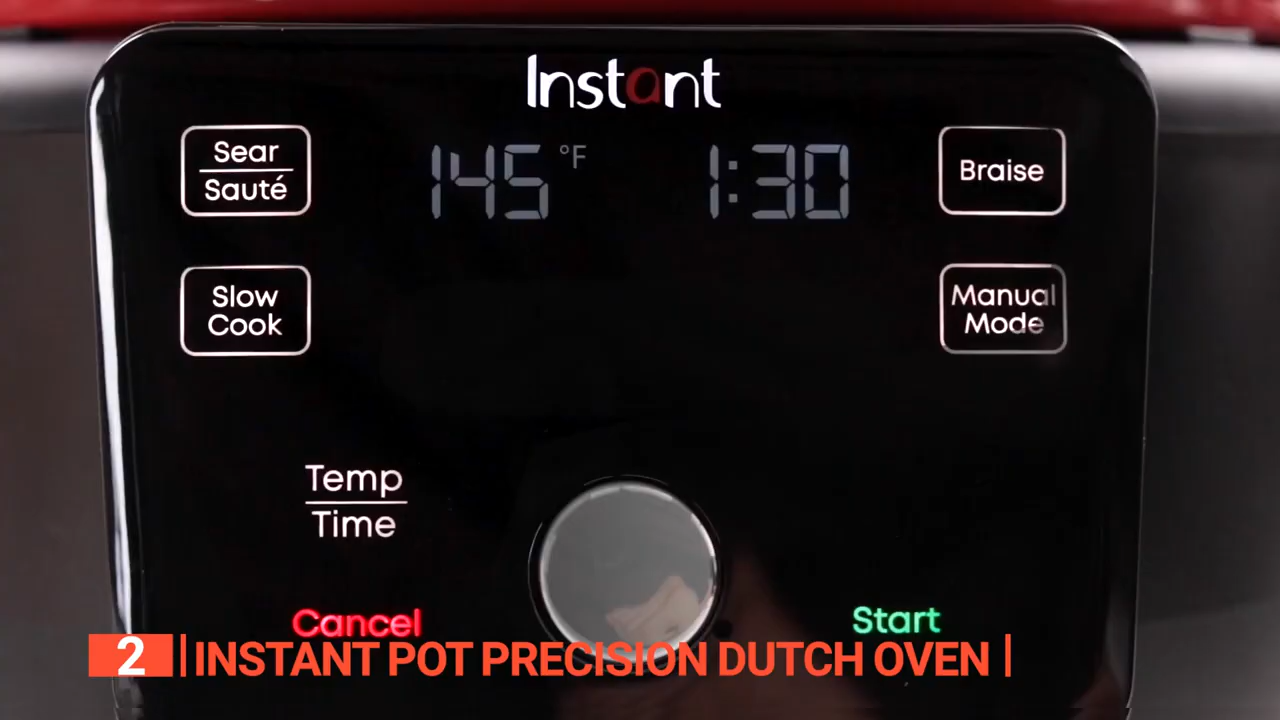 Instant
Sear
Sauté
145 °F
1:30
Braise
Slow
Cook
Manual
Mode
Temp
Time
Cancel
Start
2
INSTANT POT PRECISION DUTCH OVEN